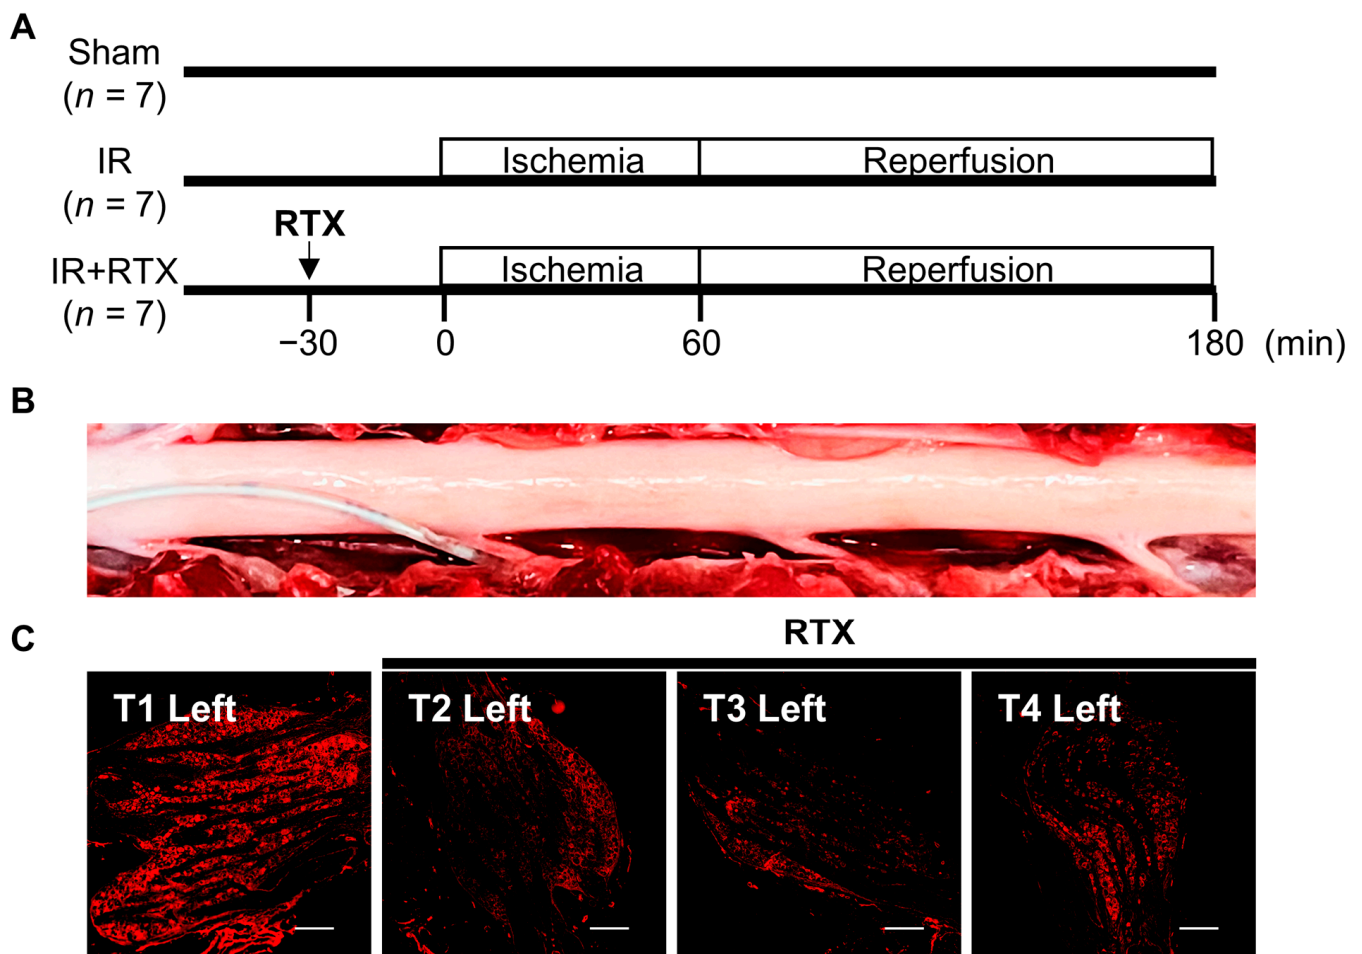 A
Sham
(n = 7)
IR
(n = 7)
Ischemia
Reperfusion
RTX
IR+RTX
(n = 7)
Ischemia
Reperfusion
−30
0
60
180 (min)
B
C
RTX
T1 Left
T2 Left
T3 Left
T4 Left